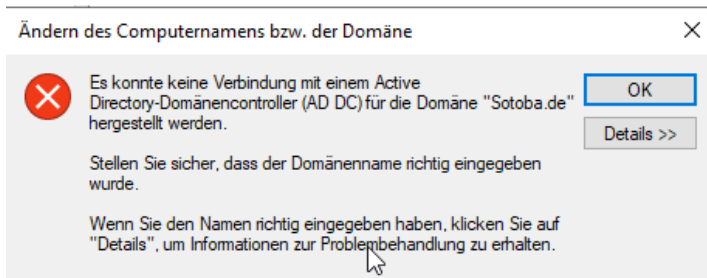 Ändern des Computernamens bzw. der Domäne
Es konnte keine Verbindung mit einem Active
Directory-Domänencontroller (AD DC) für die Domäne "Sotoba.de"
hergestellt werden.
OK
Details >>
Stellen Sie sicher, dass der Domänenname richtig eingegeben
wurde.
Wenn Sie den Namen richtig eingegeben haben, klicken Sie auf
"Details", um Informationen zur Problembehandlung zu erhalten.